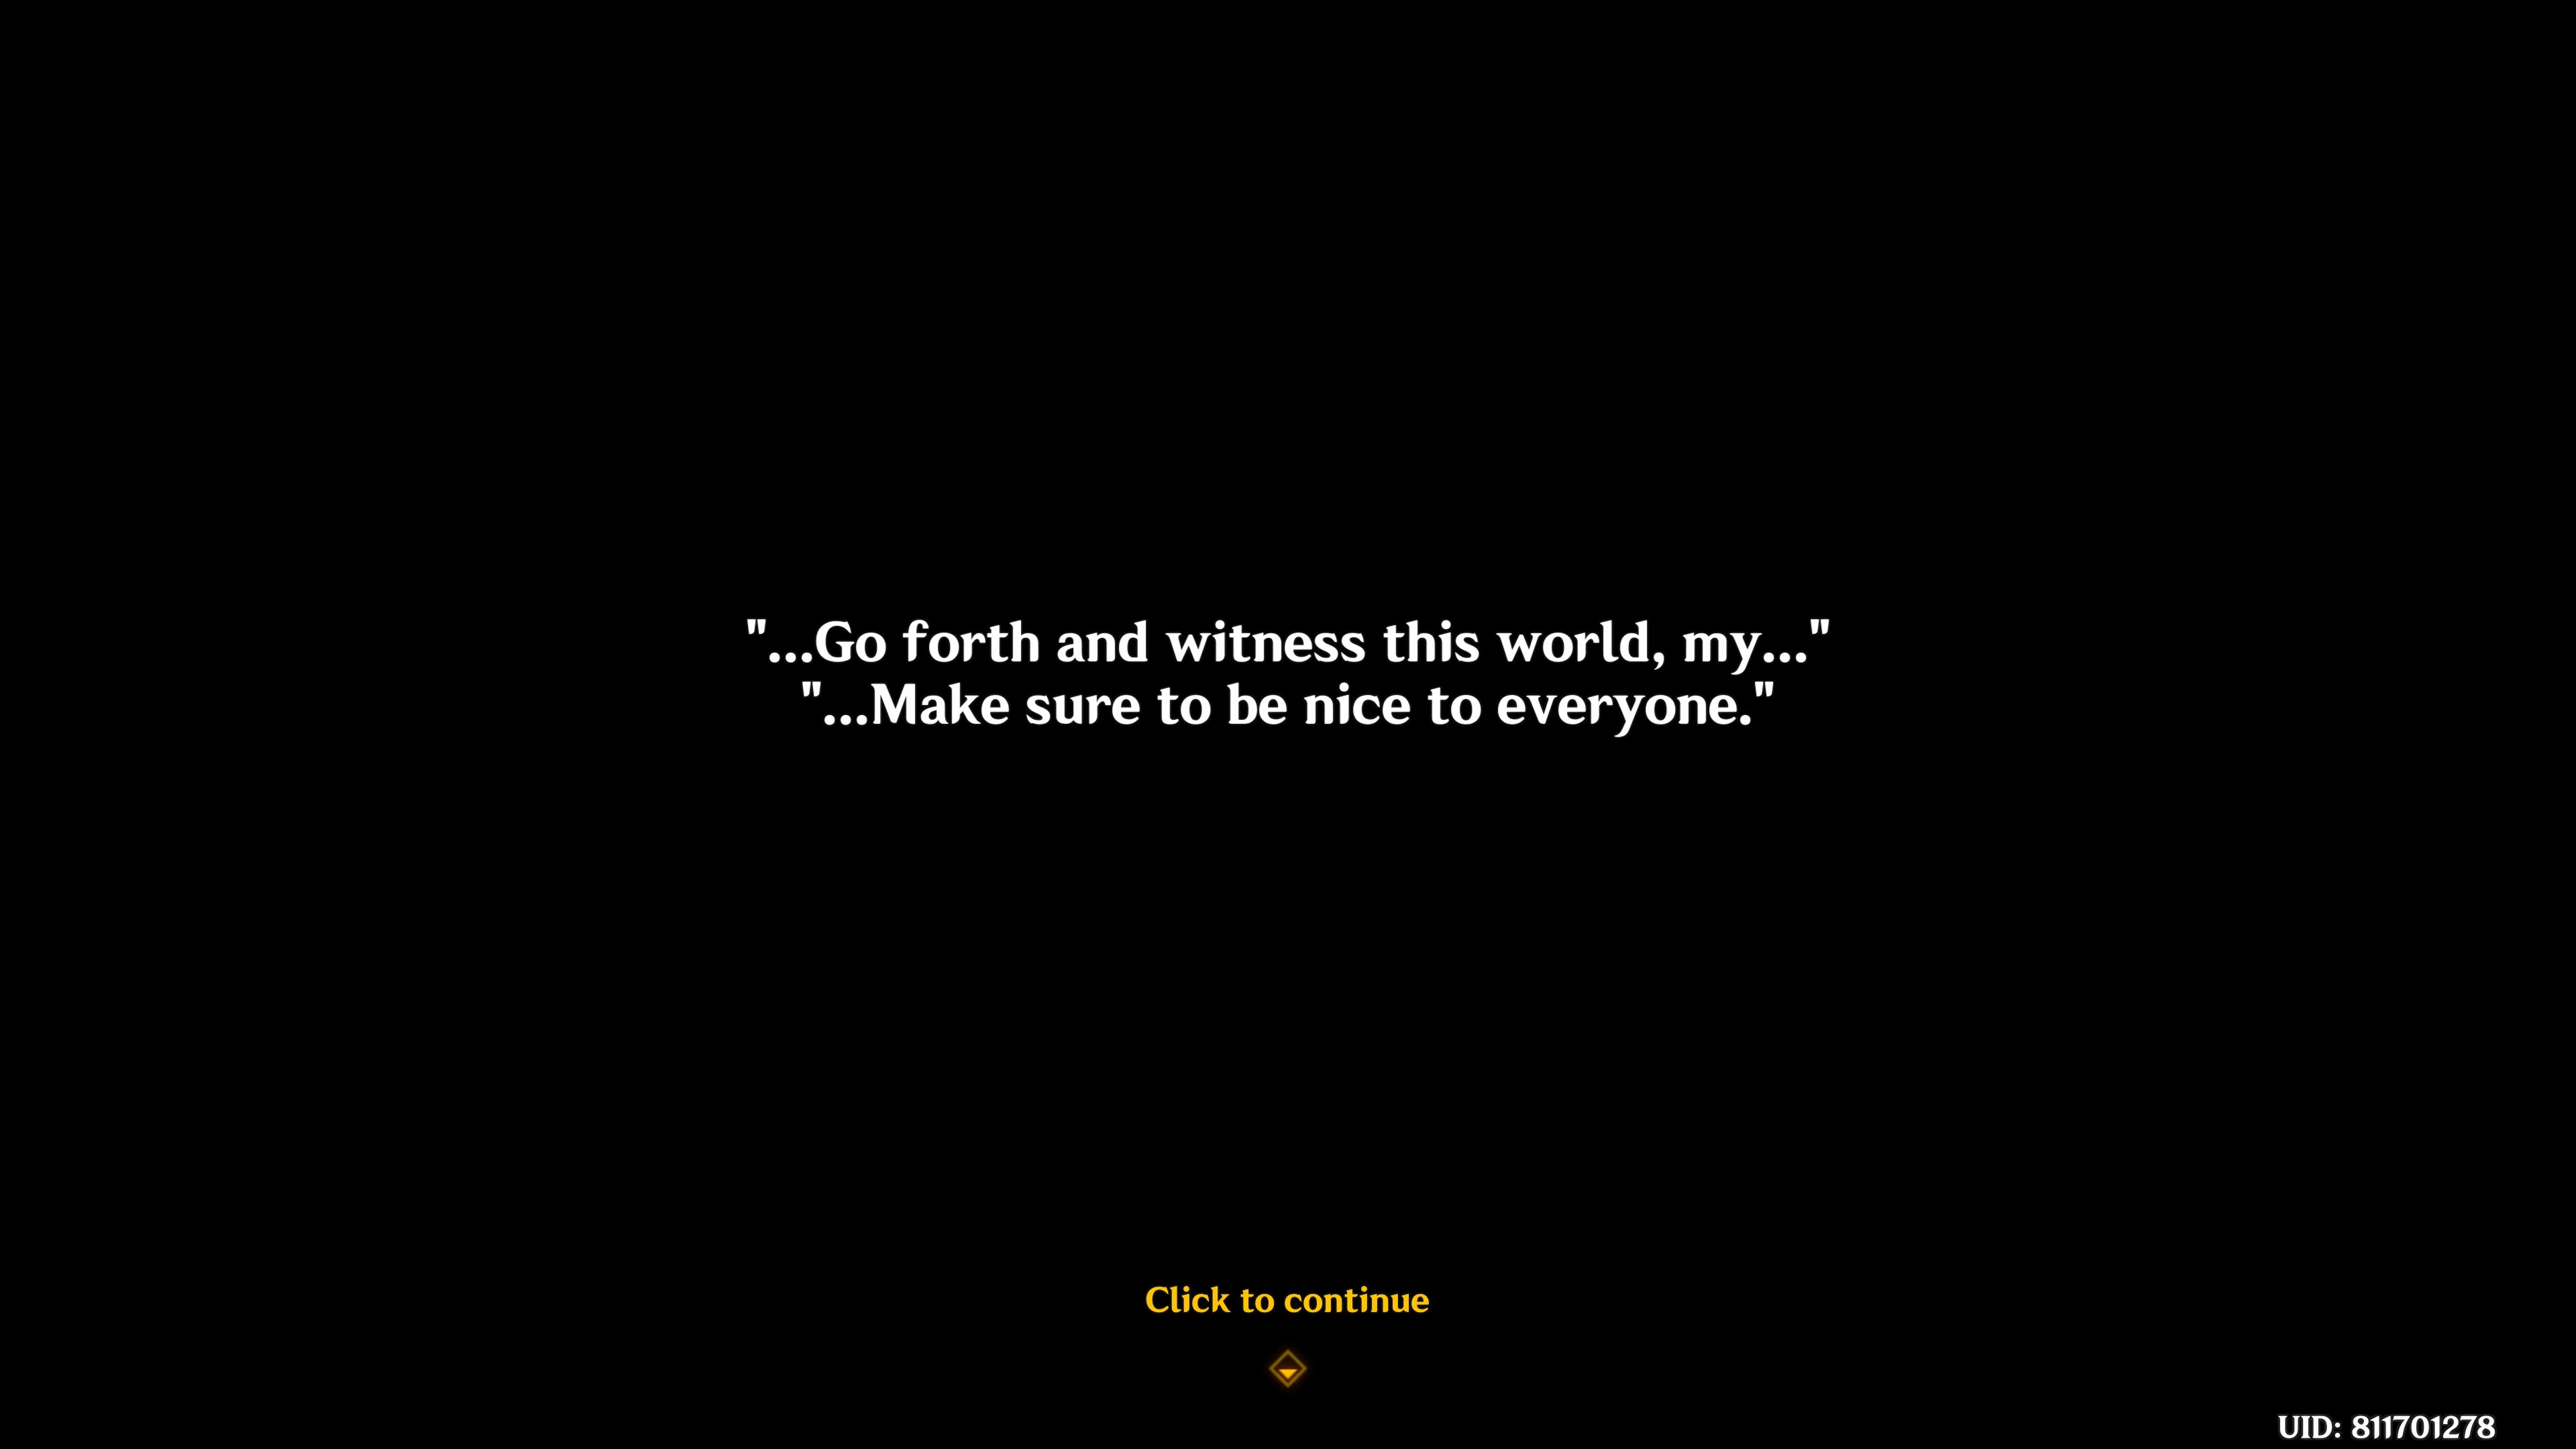 "...Go forth and witness this world, my..."
"...Make sure to be nice to everyone."
Click to continue
UID: 811701278